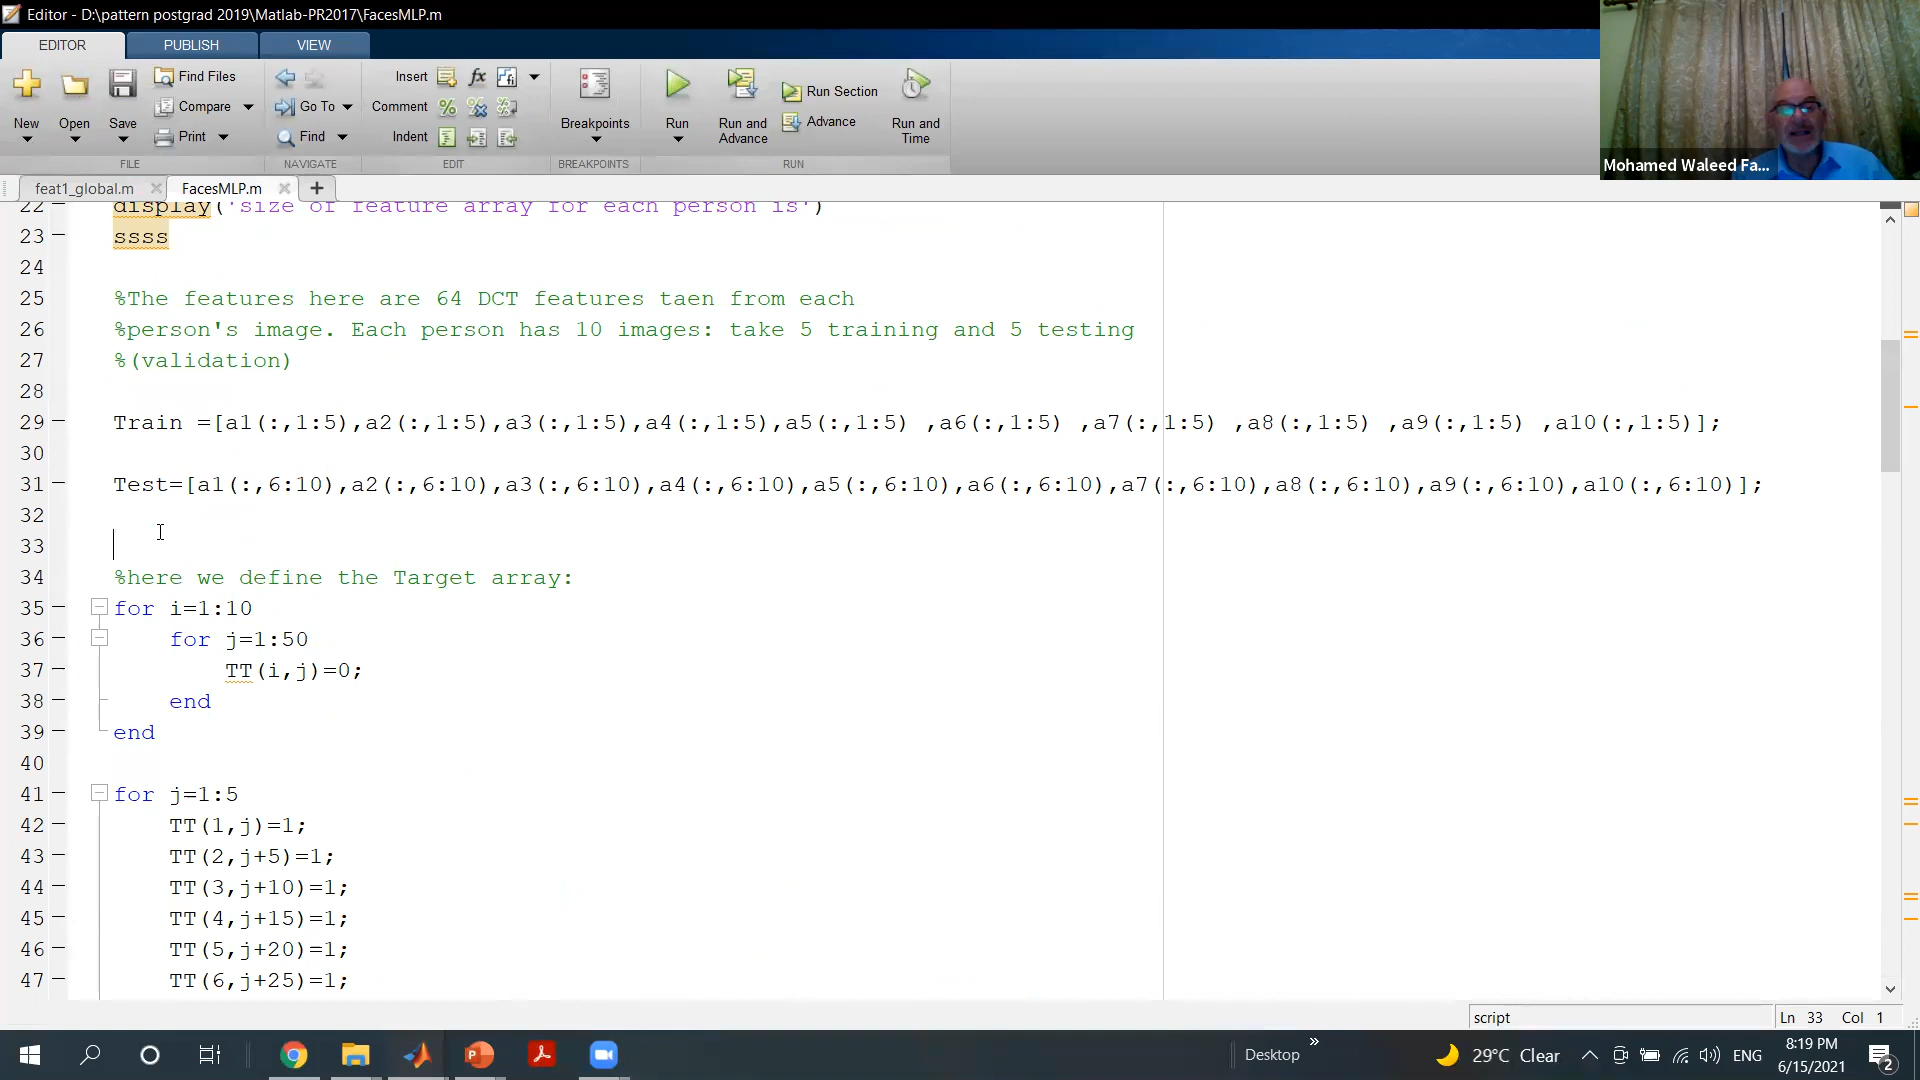 Editor - D:\pattern postgrad 2019\Matlab-PR2017\FacesMLP.m
EDITOR PUBLISH VIEW
New Open Save Find Files Compare Print
Go To Find
Insert Comment Indent
Breakpoints
Run Run and Advance Run Section Advance Run and Time
FILE NAVIGATE EDIT BREAKPOINTS RUN
Mohamed Waleed Fa...
feat1_global.m FacesMLP.m
22 display('size of feature array for each person is')
23 ssss
24
25 %The features here are 64 DCT features taen from each
26 %person's image. Each person has 10 images: take 5 training and 5 testing
27 %(validation)
28
29 Train =[a1(:,1:5),a2(:,1:5),a3(:,1:5),a4(:,1:5),a5(:,1:5) ,a6(:,1:5) ,a7(:,1:5) ,a8(:,1:5) ,a9(:,1:5) ,a10(:,1:5)];
30
31 Test=[a1(:,6:10),a2(:,6:10),a3(:,6:10),a4(:,6:10),a5(:,6:10),a6(:,6:10),a7(:,6:10),a8(:,6:10),a9(:,6:10),a10(:,6:10)];
32
33
34 %here we define the Target array:
35 for i=1:10
36 for j=1:50
37 TT(i,j)=0;
38 end
39 end
40
41 for j=1:5
42 TT(1,j)=1;
43 TT(2,j+5)=1;
44 TT(3,j+10)=1;
45 TT(4,j+15)=1;
46 TT(5,j+20)=1;
47 TT(6,j+25)=1;
script Ln 33 Col 1
Desktop 29°C Clear ENG 8:19 PM
6/15/2021 2